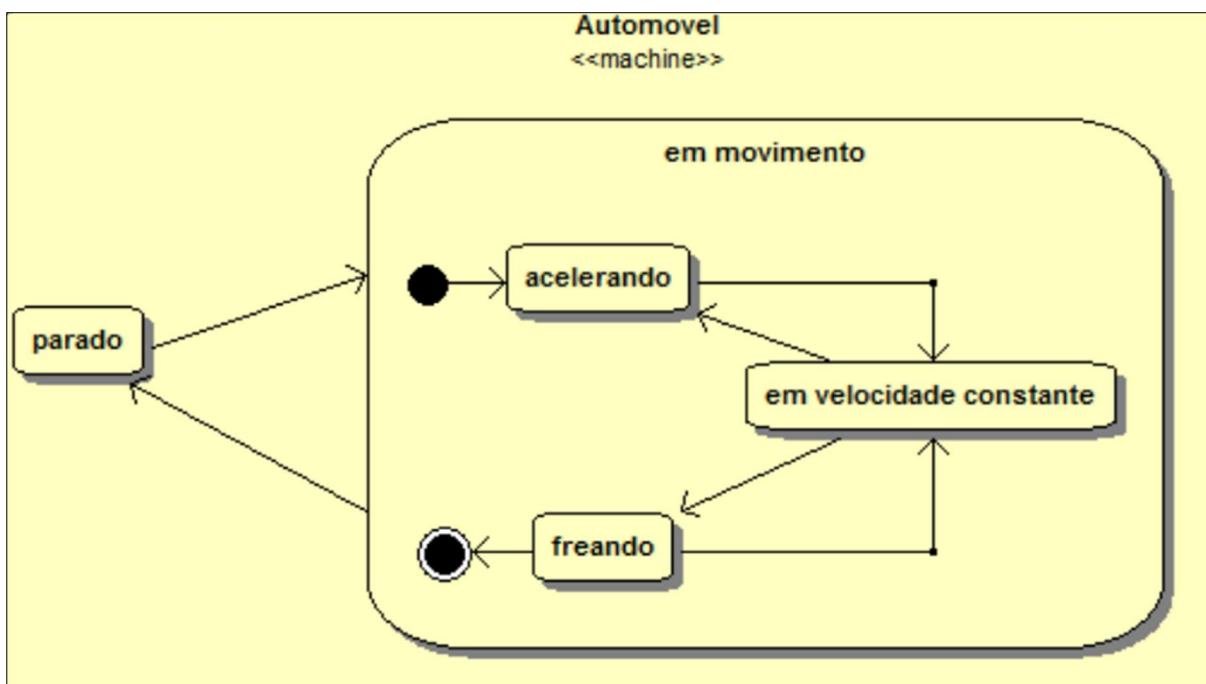 Automovel
<<machine>>
em movimento
acelerando
parado
em velocidade constante
freando